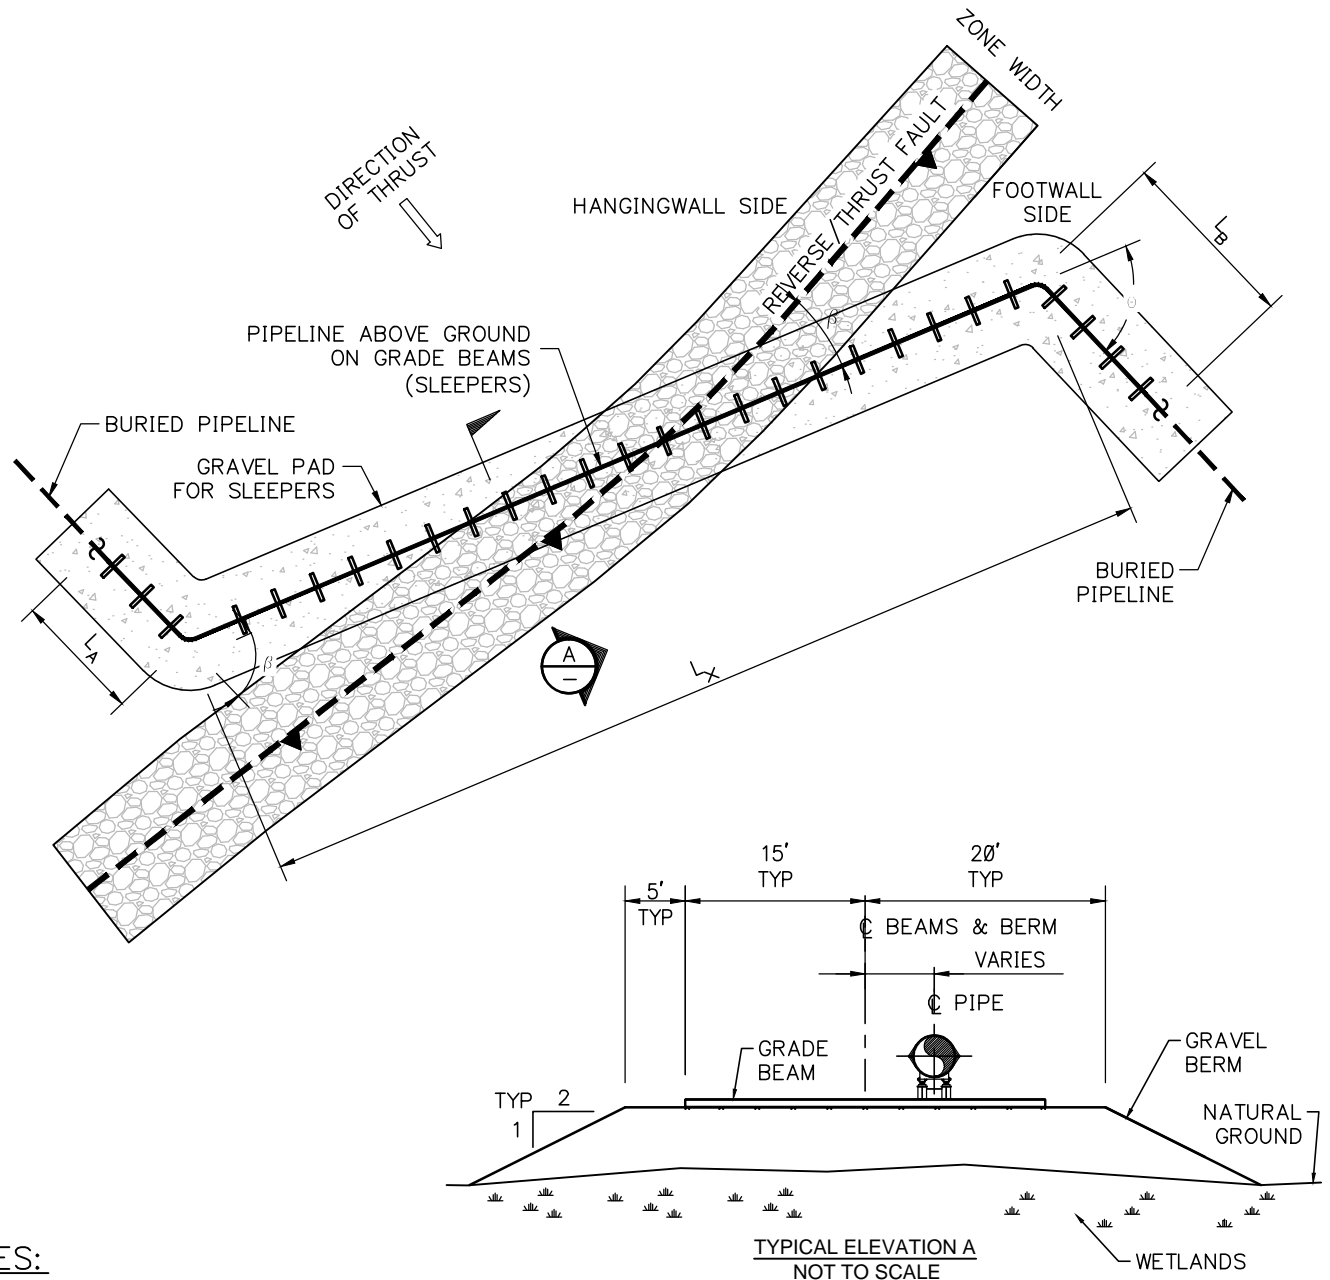 ZONE WIDTH
DIRECTION
OF THRUST
HANGINGWALL SIDE
REVERSE/THRUST FAULT
FOOTWALL
SIDE
L_B
Θ
β
PIPELINE ABOVE GROUND
ON GRADE BEAMS
(SLEEPERS)
BURIED PIPELINE
GRAVEL PAD
FOR SLEEPERS
BURIED
PIPELINE
L_A
β
A
–
L_X
5'
TYP
15'
TYP
20'
TYP
℄ BEAMS & BERM
VARIES
℄ PIPE
GRADE
BEAM
GRAVEL
BERM
TYP
2
1
NATURAL
GROUND
TYPICAL ELEVATION A
NOT TO SCALE
WETLANDS
ES: